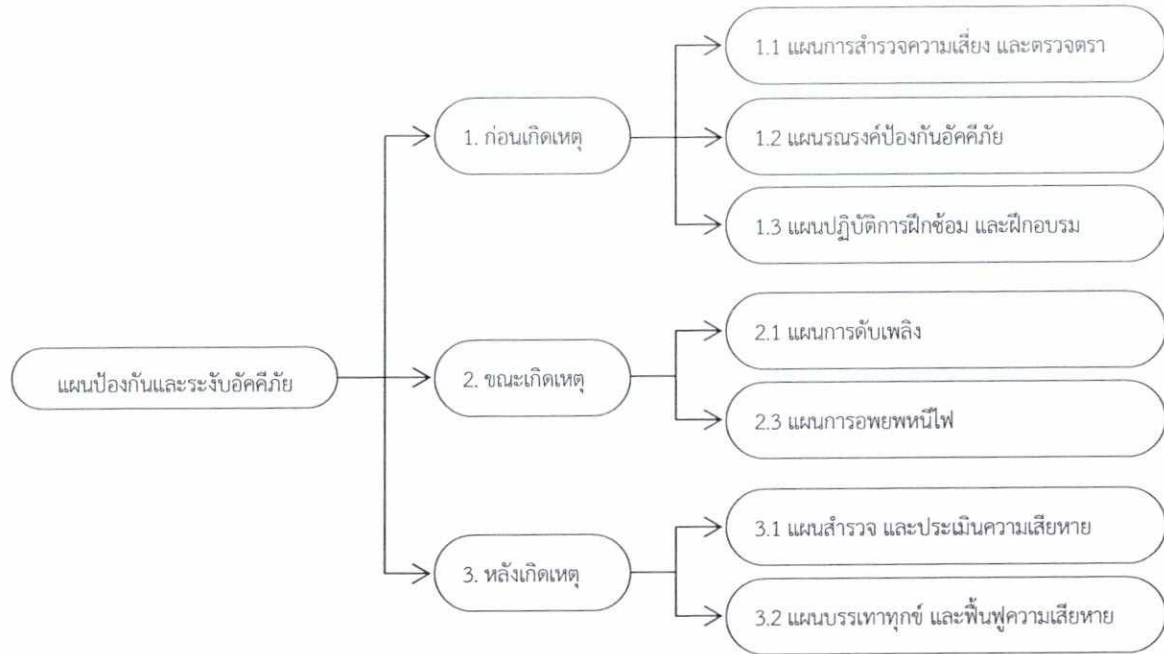 แผนป้องกันและระงับอัคคีภัย
1. ก่อนเกิดเหตุ
1.1 แผนการสำรวจความเสี่ยง และตรวจตรา
1.2 แผนรณรงค์ป้องกันอัคคีภัย
1.3 แผนปฏิบัติการฝึกซ้อม และฝึกอบรม
2. ขณะเกิดเหตุ
2.1 แผนการดับเพลิง
2.3 แผนการอพยพหนีไฟ
3. หลังเกิดเหตุ
3.1 แผนสำรวจ และประเมินความเสียหาย
3.2 แผนบรรเทาทุกข์ และฟื้นฟูความเสียหาย